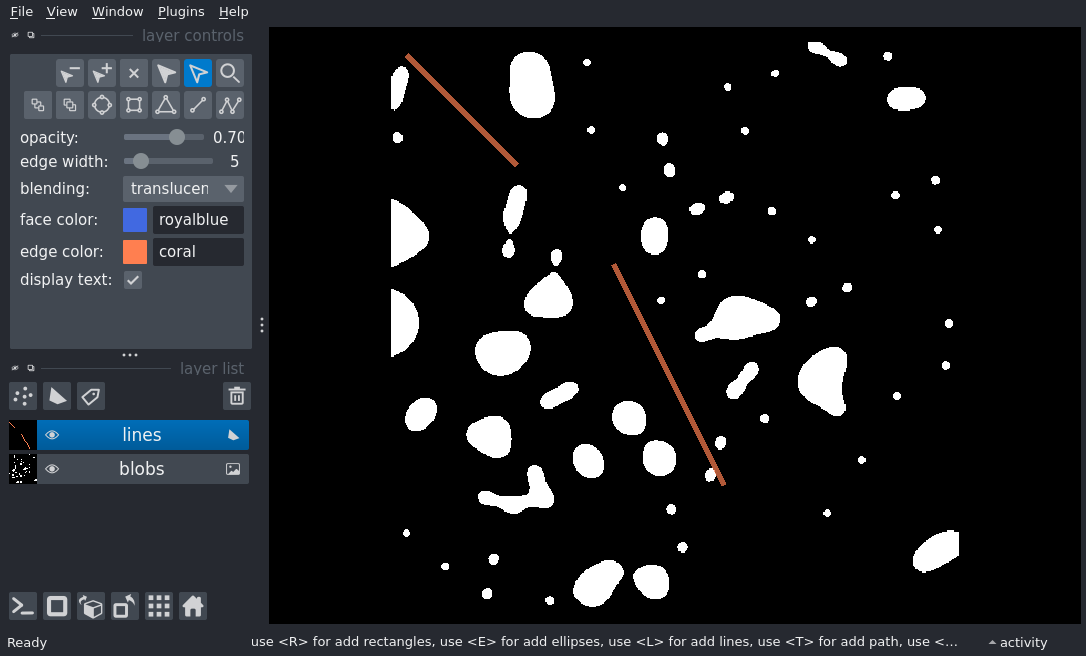 File View Window Plugins Help
layer controls
opacity: 0.70
edge width: 5
blending: translucen
face color: royalblue
edge color: coral
display text:
layer list
lines
blobs
Ready use <R> for add rectangles, use <E> for add ellipses, use <L> for add lines, use <T> for add path, use <... activity